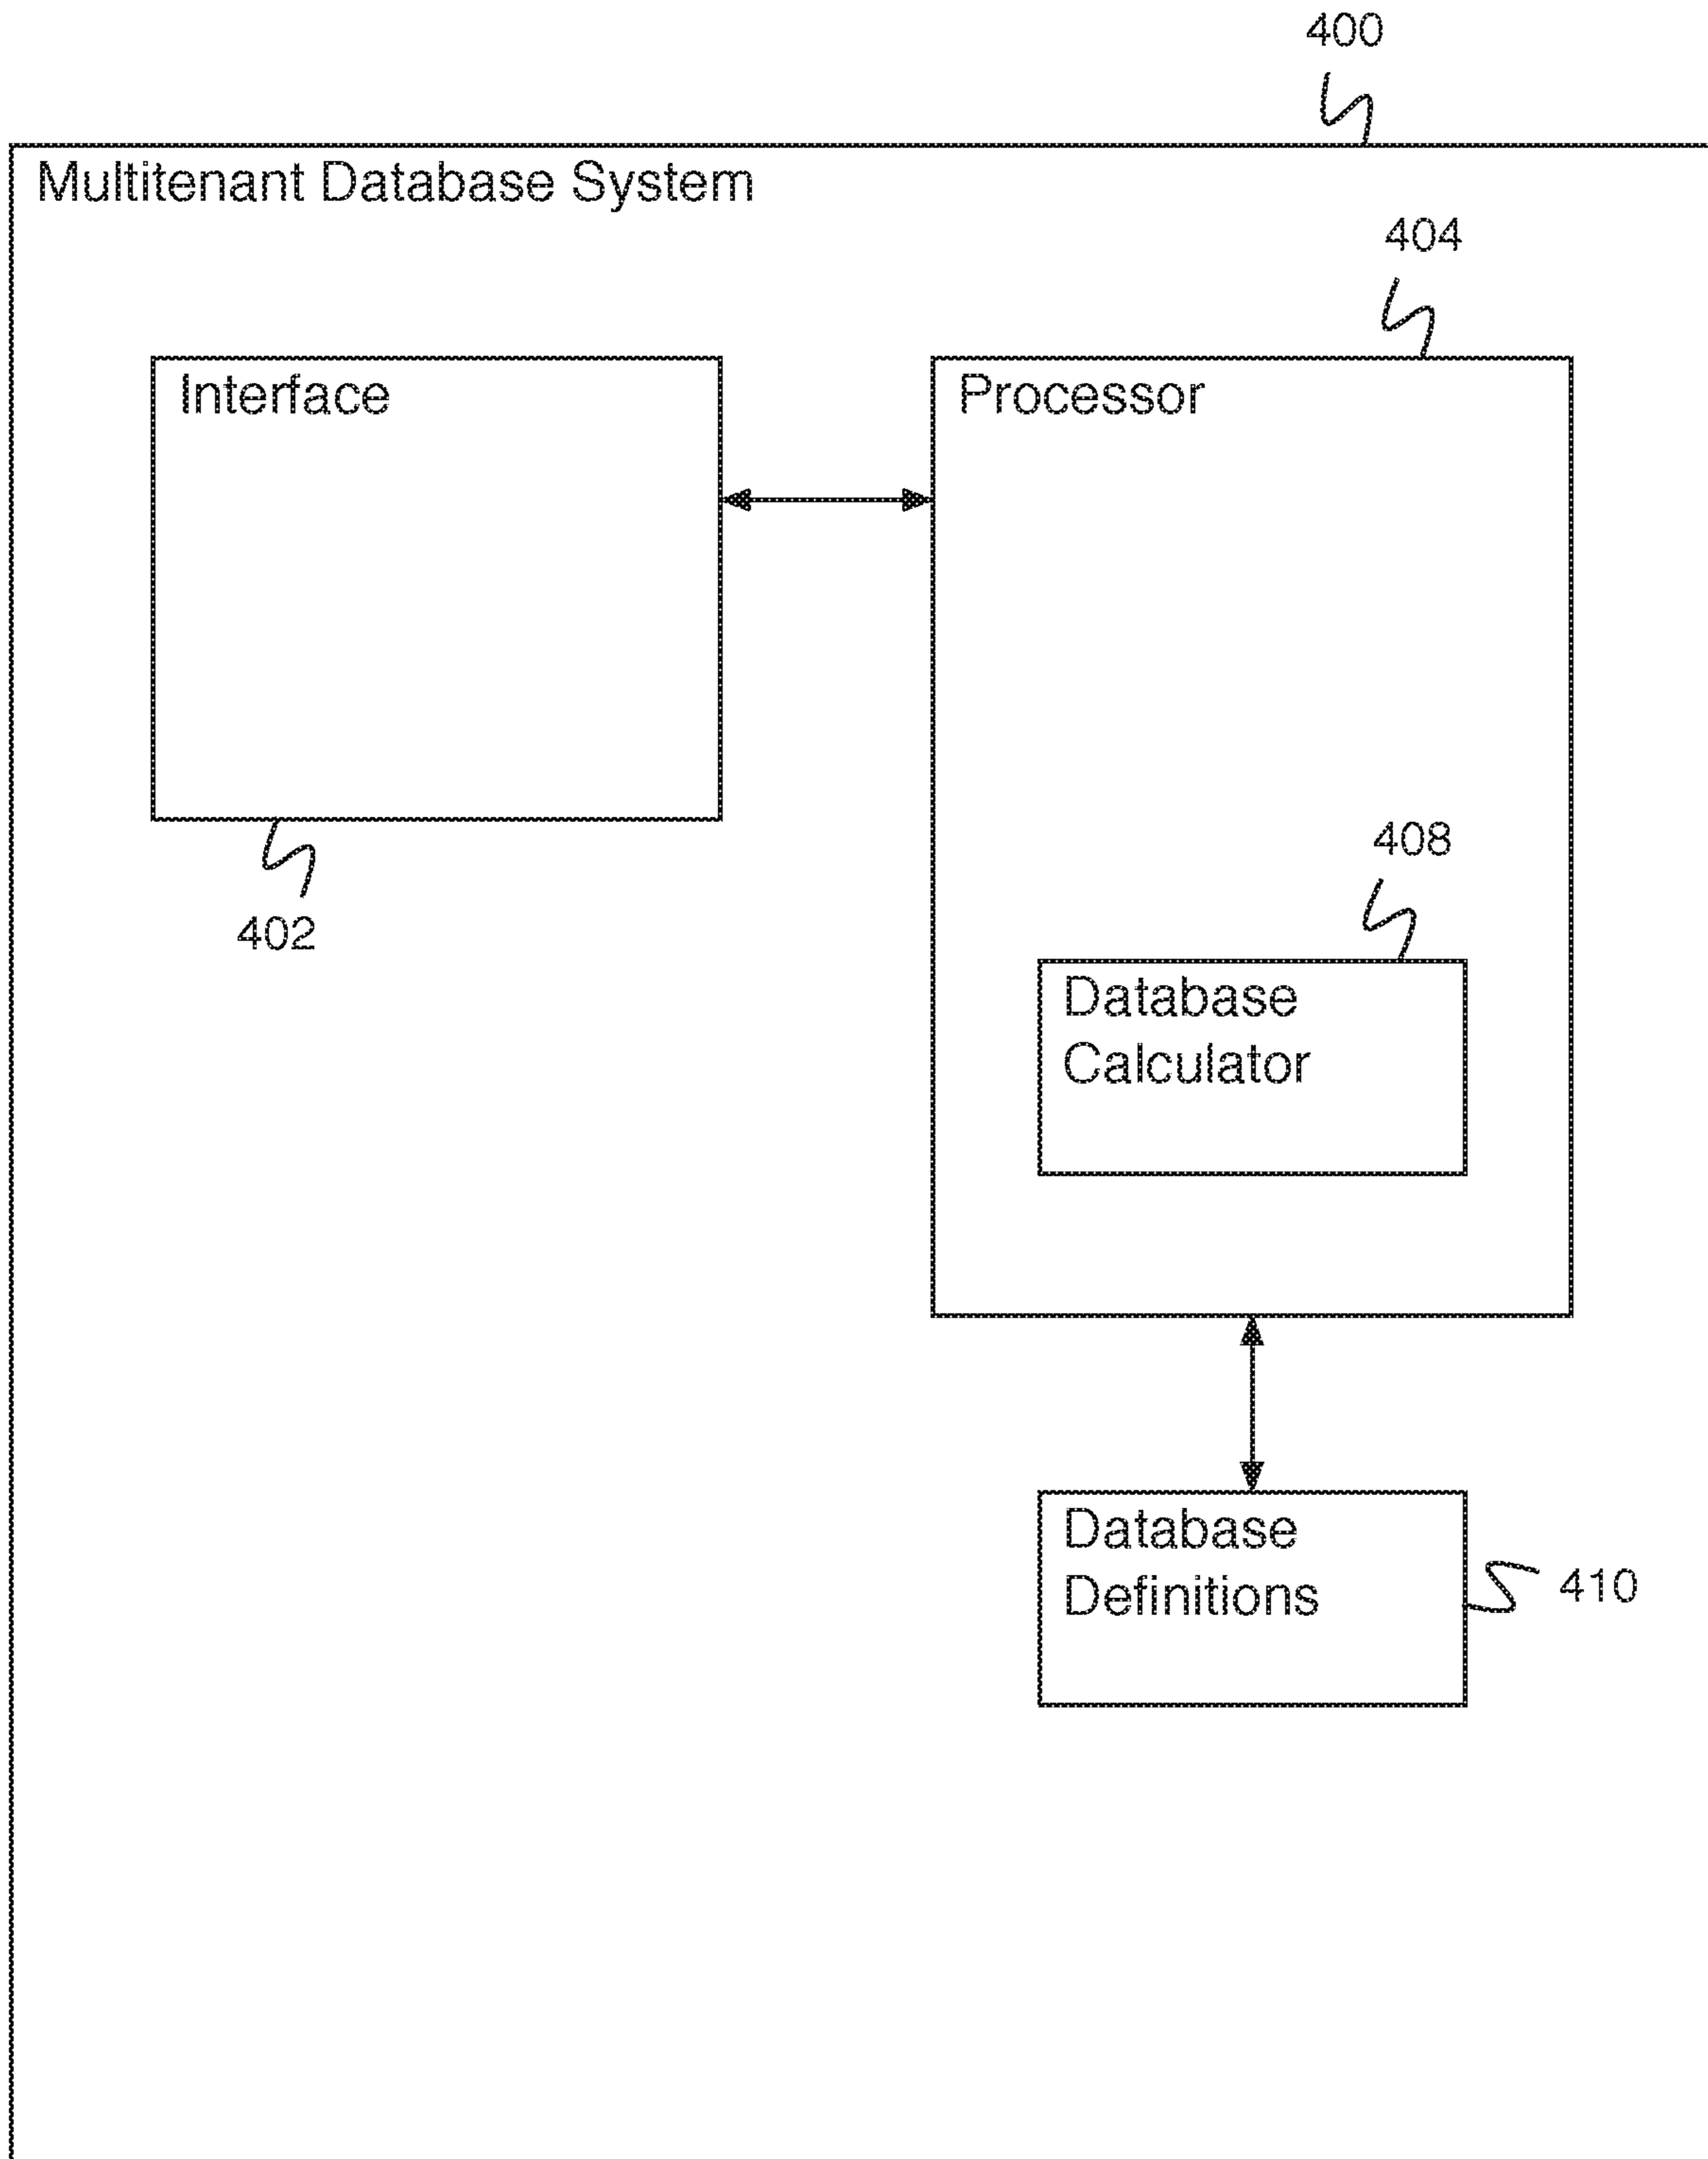 400
Multitenant Database System
404
Interface
Processor
408
402
Database
Calculator
Database
Definitions
410